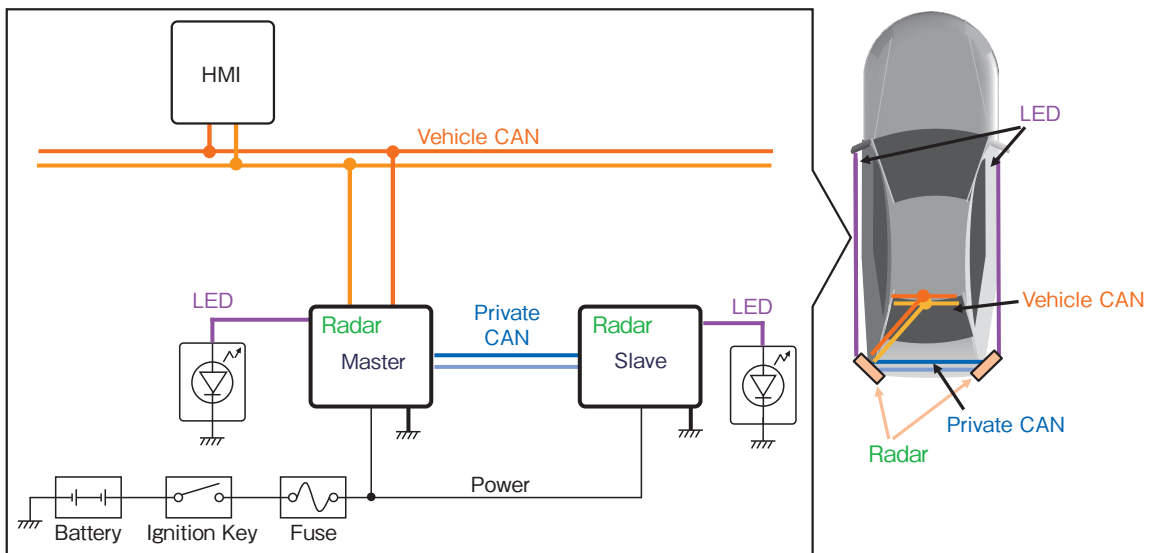 HMI
Vehicle CAN
LED
LED
Radar
Master
Private
CAN
Radar
Slave
LED
Vehicle CAN
Private CAN
Radar
Power
Battery
Ignition Key
Fuse